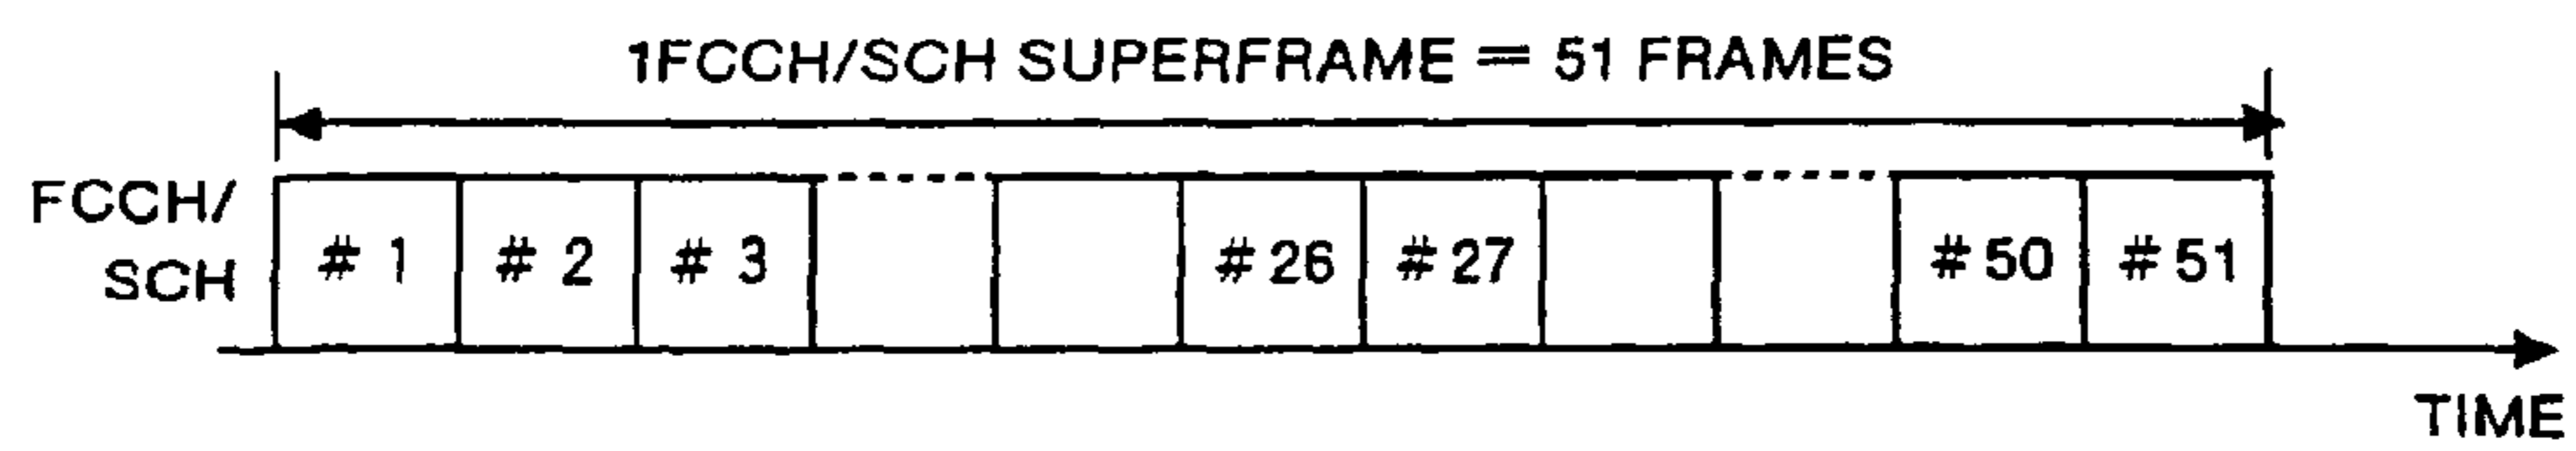 1FCCH/SCH SUPERFRAME = 51 FRAMES
FCCH/
SCH
# 1 # 2 # 3 # 26 # 27 # 50 # 51
TIME